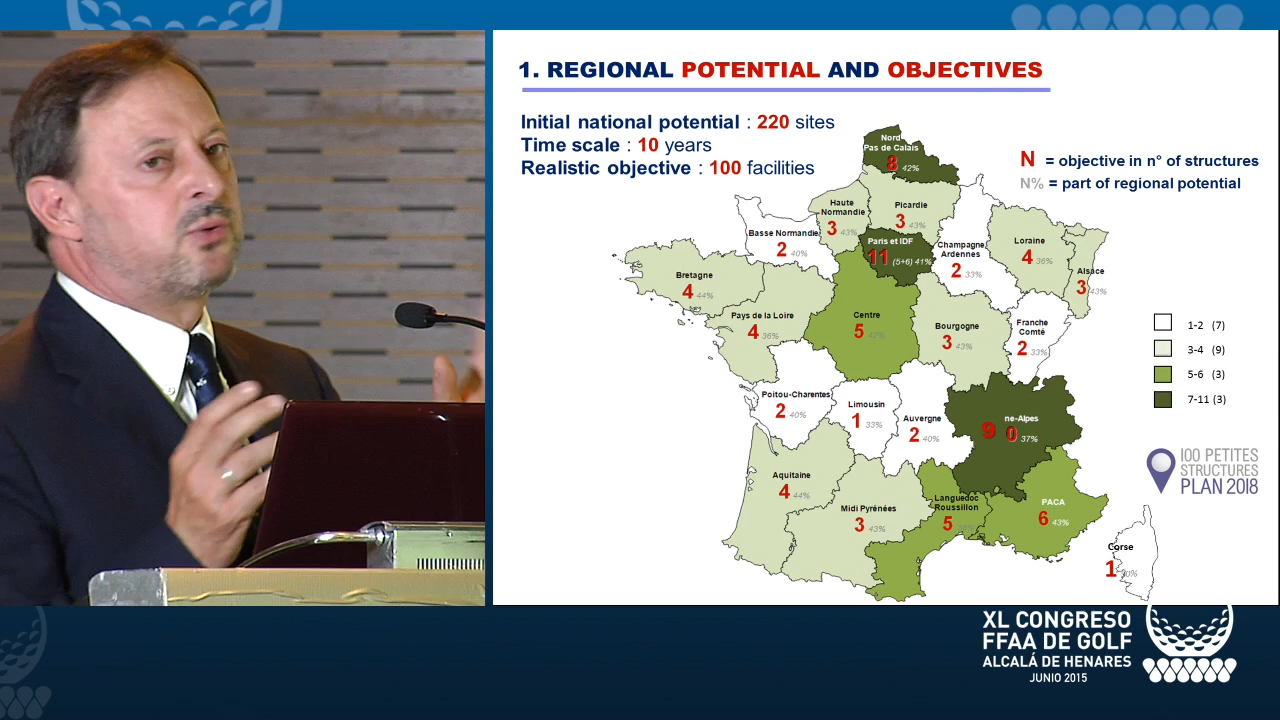 1. REGIONAL POTENTIAL AND OBJECTIVES
Initial national potential : 220 sites
Time scale : 10 years
Realistic objective : 100 facilities
N = objective in n° of structures
N% = part of regional potential
Nord
Pas de Calais
8 42%
Haute
Normandie
3 43%
Picardie
3 43%
Basse Normandie
2 40%
Paris et IDF
11 (5+6) 41%
Champagne
Ardennes
2 33%
Loraine
4 36%
Alsace
3 43%
Bretagne
4 44%
Pays de la Loire
4 36%
Centre
5
Bourgogne
3 43%
Franche
Comté
2 33%
Poitou-Charentes
2 40%
Limousin
1 33%
Auvergne
2 40%
ne-Alpes
9 0 37%
Aquitaine
4 44%
Midi Pyrénées
3 43%
Languedoc
Roussillon
5
PACA
6 43%
Corse
1
1-2 (7)
3-4 (9)
5-6 (3)
7-11 (3)
100 PETITES
STRUCTURES
PLAN 2018
XL CONGRESO
FFAA DE GOLF
ALCALÁ DE HENARES
JUNIO 2015